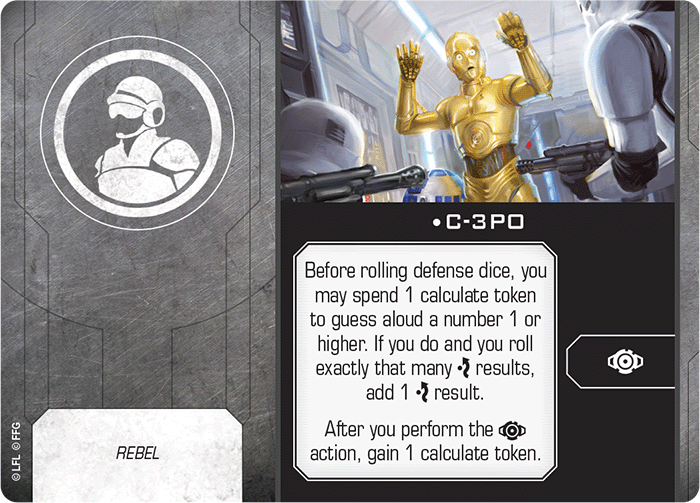 • C-3PO
Before rolling defense dice, you
may spend 1 calculate token
to guess aloud a number 1 or
higher. If you do and you roll
exactly that many results,
add 1 result.
After you perform the
action, gain 1 calculate token.
REBEL
© LFL © FFG